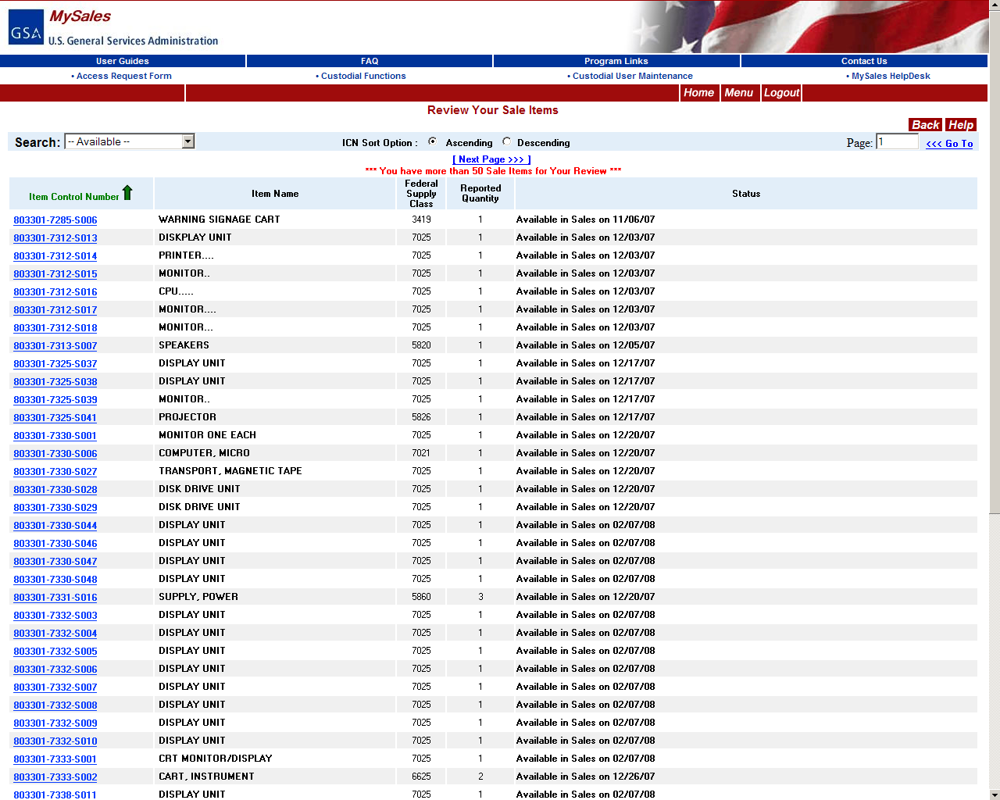 MySales
GSA
U.S. General Services Administration
User Guides FAQ Program Links Contact Us
• Access Request Form • Custodial Functions • Custodial User Maintenance • MySales HelpDesk
Home Menu Logout
Review Your Sale Items
Back Help
Search: -- Available -- ICN Sort Option : Ascending Descending Page: 1 <<< Go To
[ Next Page >>> ]
*** You have more than 50 Sale Items for Your Review ***
Item Control Number Item Name Federal Supply Class Reported Quantity Status
803301-7285-S006 WARNING SIGNAGE CART 3419 1 Available in Sales on 11/06/07
803301-7312-S013 DISKPLAY UNIT 7025 1 Available in Sales on 12/03/07
803301-7312-S014 PRINTER.... 7025 1 Available in Sales on 12/03/07
803301-7312-S015 MONITOR.. 7025 1 Available in Sales on 12/03/07
803301-7312-S016 CPU..... 7025 1 Available in Sales on 12/03/07
803301-7312-S017 MONITOR.... 7025 1 Available in Sales on 12/03/07
803301-7312-S018 MONITOR... 7025 1 Available in Sales on 12/03/07
803301-7313-S007 SPEAKERS 5820 1 Available in Sales on 12/05/07
803301-7325-S037 DISPLAY UNIT 7025 1 Available in Sales on 12/17/07
803301-7325-S038 DISPLAY UNIT 7025 1 Available in Sales on 12/17/07
803301-7325-S039 MONITOR.. 7025 1 Available in Sales on 12/17/07
803301-7325-S041 PROJECTOR 5826 1 Available in Sales on 12/17/07
803301-7330-S001 MONITOR ONE EACH 7025 1 Available in Sales on 12/20/07
803301-7330-S006 COMPUTER, MICRO 7021 1 Available in Sales on 12/20/07
803301-7330-S027 TRANSPORT, MAGNETIC TAPE 7025 1 Available in Sales on 12/20/07
803301-7330-S028 DISK DRIVE UNIT 7025 1 Available in Sales on 12/20/07
803301-7330-S029 DISK DRIVE UNIT 7025 1 Available in Sales on 12/20/07
803301-7330-S044 DISPLAY UNIT 7025 1 Available in Sales on 02/07/08
803301-7330-S046 DISPLAY UNIT 7025 1 Available in Sales on 02/07/08
803301-7330-S047 DISPLAY UNIT 7025 1 Available in Sales on 02/07/08
803301-7330-S048 DISPLAY UNIT 7025 1 Available in Sales on 02/07/08
803301-7331-S016 SUPPLY, POWER 5860 3 Available in Sales on 12/20/07
803301-7332-S003 DISPLAY UNIT 7025 1 Available in Sales on 02/07/08
803301-7332-S004 DISPLAY UNIT 7025 1 Available in Sales on 02/07/08
803301-7332-S005 DISPLAY UNIT 7025 1 Available in Sales on 02/07/08
803301-7332-S006 DISPLAY UNIT 7025 1 Available in Sales on 02/07/08
803301-7332-S007 DISPLAY UNIT 7025 1 Available in Sales on 02/07/08
803301-7332-S008 DISPLAY UNIT 7025 1 Available in Sales on 02/07/08
803301-7332-S009 DISPLAY UNIT 7025 1 Available in Sales on 02/07/08
803301-7332-S010 DISPLAY UNIT 7025 1 Available in Sales on 02/07/08
803301-7333-S001 CRT MONITOR/DISPLAY 7025 1 Available in Sales on 02/07/08
803301-7333-S002 CART, INSTRUMENT 6625 2 Available in Sales on 12/26/07
803301-7338-S011 DISPLAY UNIT 7025 1 Available in Sales on 02/07/08